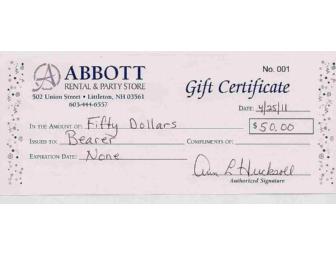 ABBOTT
RENTAL & PARTY STORE
502 Union Street • Littleton, NH 03561
603-444-6557
No. 001
Gift Certificate
DATE: 4/25/11
IN THE AMOUNT OF: Fifty Dollars $50.00
ISSUED TO: Bearer COMPLIMENTS OF:
EXPIRATION DATE: None
Ann L
Authorized Signature